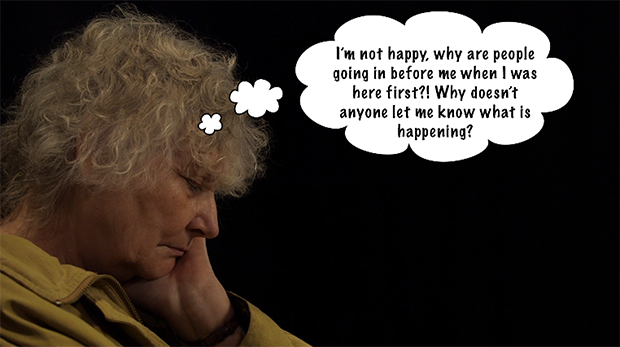 I'm not happy, why are people
going in before me when I was
here first?! Why doesn't
anyone let me know what is
happening?